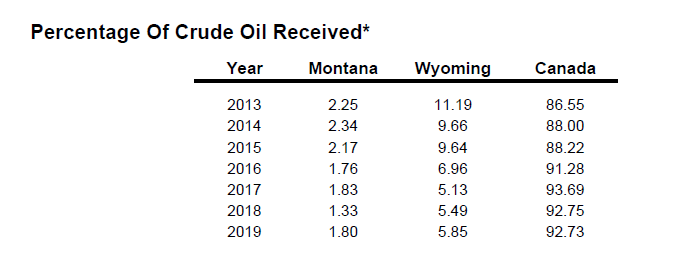 Percentage Of Crude Oil Received*
Year Montana Wyoming Canada
2013 2.25 11.19 86.55
2014 2.34 9.66 88.00
2015 2.17 9.64 88.22
2016 1.76 6.96 91.28
2017 1.83 5.13 93.69
2018 1.33 5.49 92.75
2019 1.80 5.85 92.73